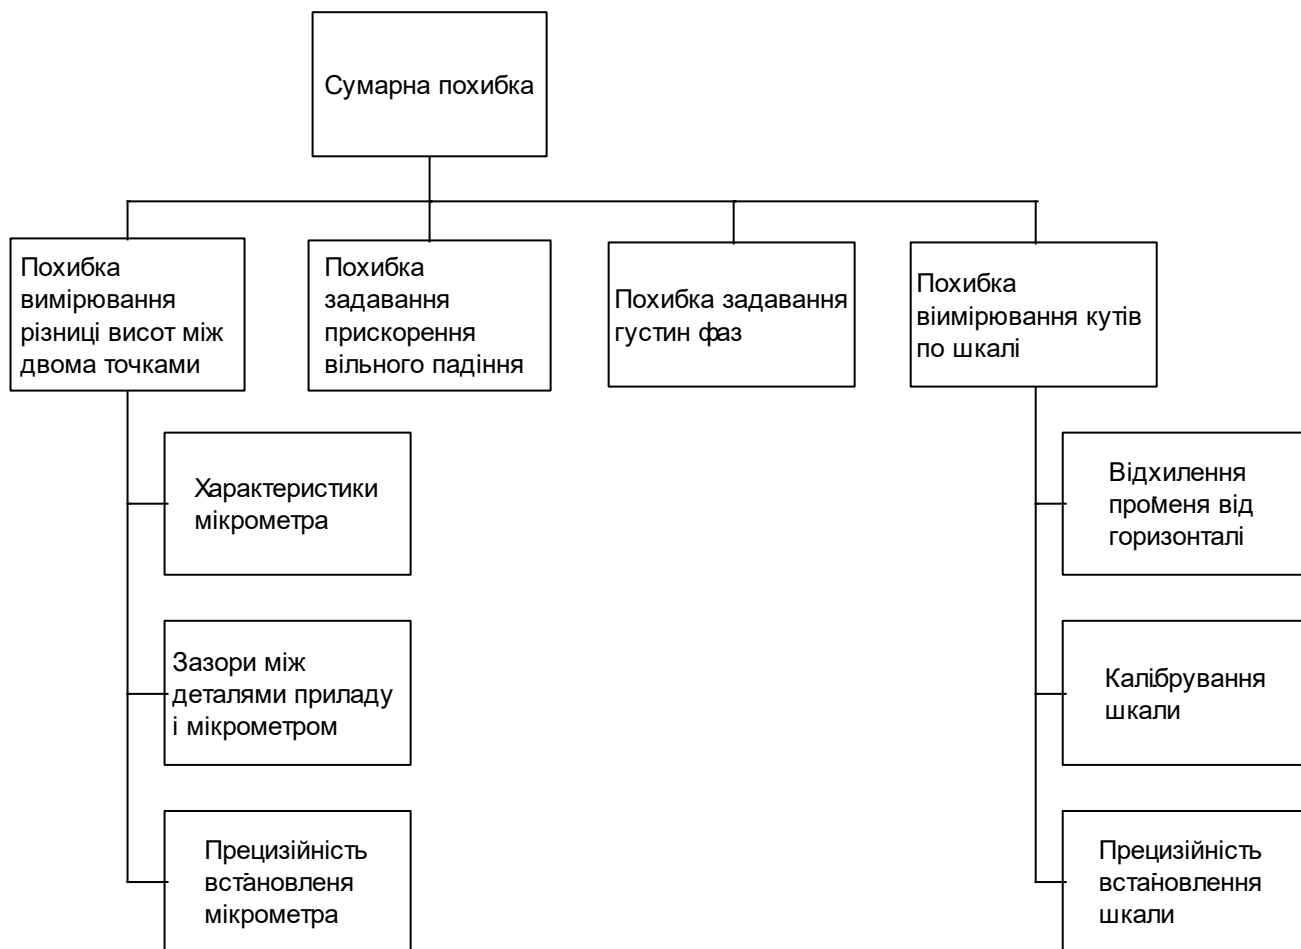 Сумарна похибка
Похибка
вимірювання
різниці висот між
двома точками
Похибка
задавання
прискорення
вільного падіння
Похибка задавання
густин фаз
Похибка
віимірювання кутів
по шкалі
Характеристики
мікрометра
Зазори між
деталями приладу
і мікрометром
Прецизійність
встановленя
мікрометра
Відхилення
променя від
горизонталі
Калібрування
шкали
Прецизійність
встановлення
шкали